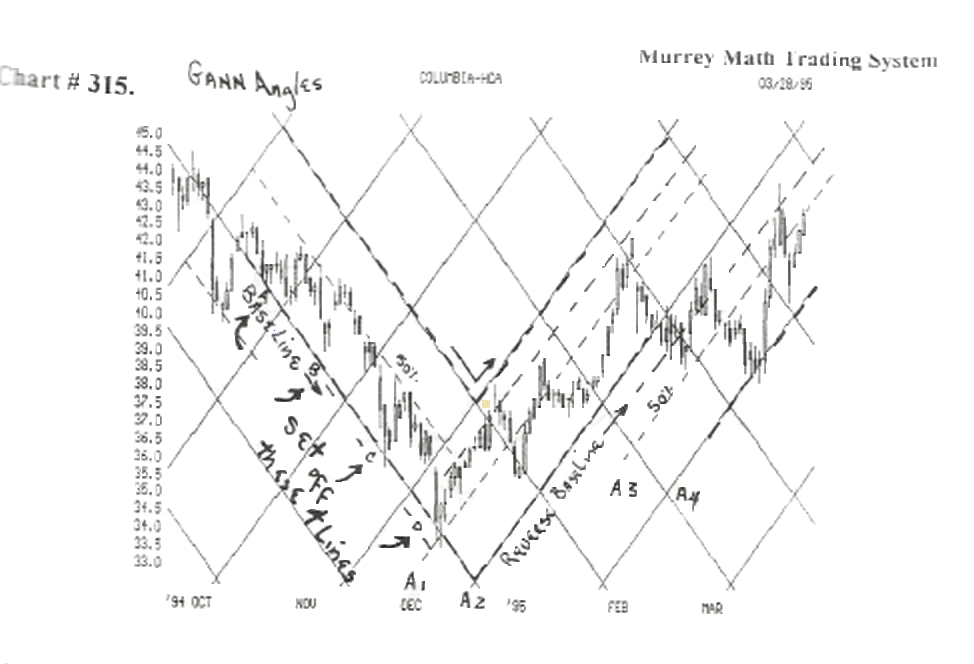 Murrey Math Trading System
Chart # 315.
GANN Angles
COLUMBIA-HCA
03/28/95
45.0
44.5
44.0
43.5
43.0
42.5
42.0
41.5
41.0
40.5
40.0
39.5
39.0
38.5
38.0
37.5
37.0
36.5
36.0
35.5
35.0
34.5
34.0
33.5
33.0
BASELINE B
50%
SET OFF
these 4 Lines
C
D
Reverse Baseline
50%
A1
A2
A3
A4
'94 OCT
NOV
DEC
'95
FEB
MAR